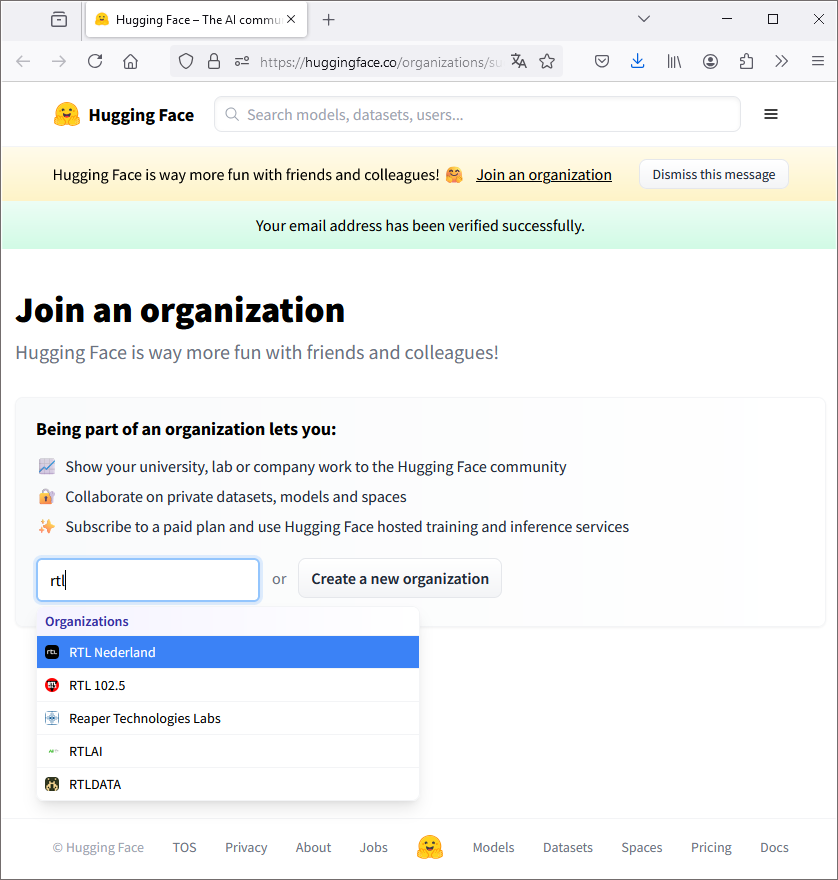 Hugging Face – The AI commu
https://huggingface.co/organizations/su
Hugging Face
Search models, datasets, users...
Hugging Face is way more fun with friends and colleagues! 🤗 Join an organization Dismiss this message
Your email address has been verified successfully.
Join an organization
Hugging Face is way more fun with friends and colleagues!
Being part of an organization lets you:
Show your university, lab or company work to the Hugging Face community
Collaborate on private datasets, models and spaces
Subscribe to a paid plan and use Hugging Face hosted training and inference services
rtl or Create a new organization
Organizations
RTL Nederland
RTL 102.5
Reaper Technologies Labs
RTLAI
RTLDATA
© Hugging Face TOS Privacy About Jobs Models Datasets Spaces Pricing Docs